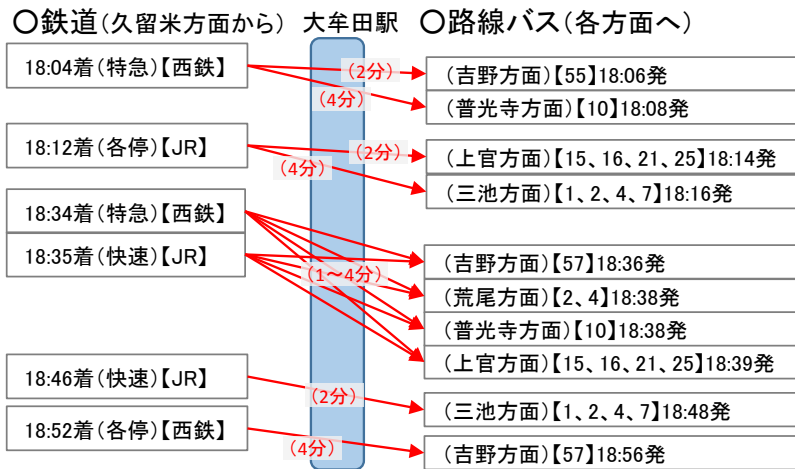 〇鉄道(久留米方面から) 大牟田駅 〇路線バス(各方面へ)
18:04着(特急)【西鉄】
(2分)
(吉野方面)【55】18:06発
(4分)
(普光寺方面)【10】18:08発
18:12着(各停)【JR】
(2分)
(上官方面)【15、16、21、25】18:14発
(4分)
(三池方面)【1、2、4、7】18:16発
18:34着(特急)【西鉄】
18:35着(快速)【JR】
(1~4分)
(吉野方面)【57】18:36発
(荒尾方面)【2、4】18:38発
(普光寺方面)【10】18:38発
(上官方面)【15、16、21、25】18:39発
18:46着(快速)【JR】
(2分)
(三池方面)【1、2、4、7】18:48発
18:52着(各停)【西鉄】
(4分)
(吉野方面)【57】18:56発